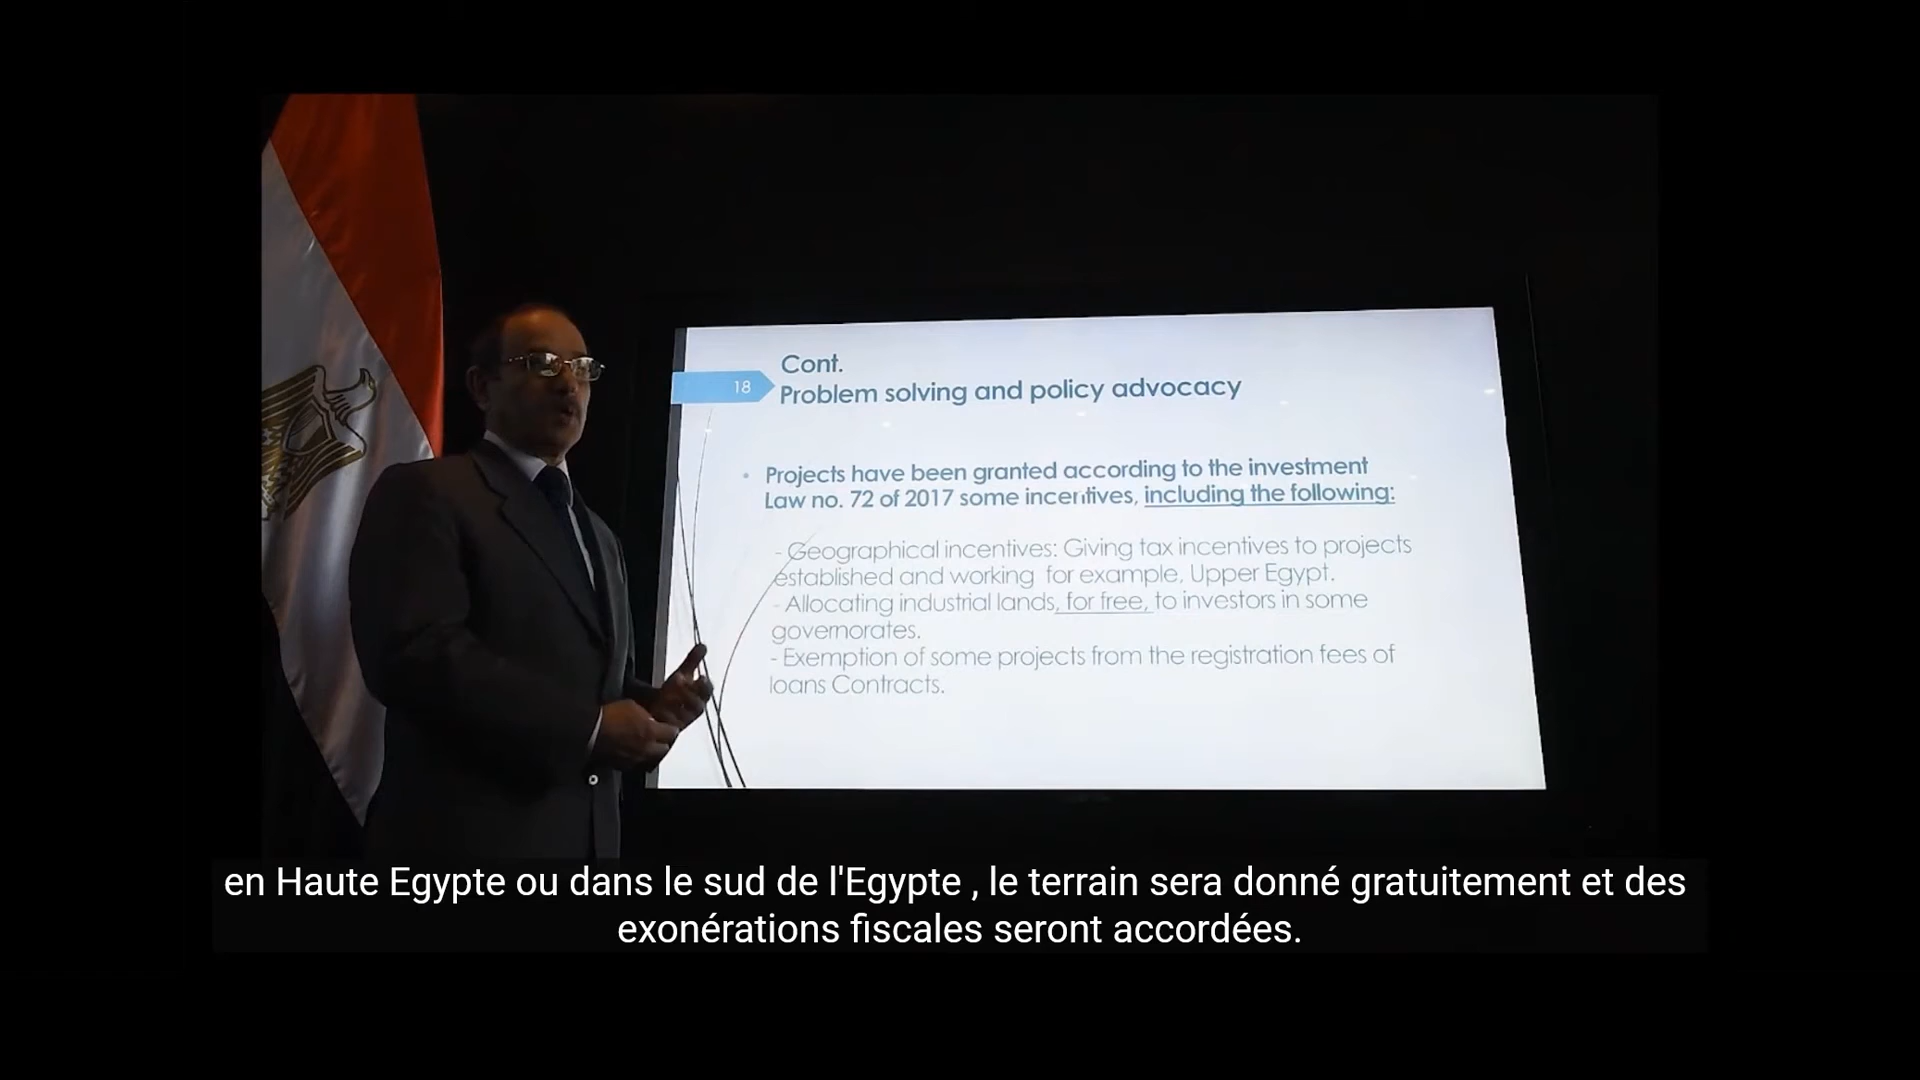 Cont.
18
Problem solving and policy advocacy
• Projects have been granted according to the investment
Law no. 72 of 2017 some incentives, including the following:
- Geographical incentives: Giving tax incentives to projects
established and working for example, Upper Egypt.
- Allocating industrial lands, for free, to investors in some
governorates.
- Exemption of some projects from the registration fees of
loans Contracts.
en Haute Egypte ou dans le sud de l'Egypte , le terrain sera donné gratuitement et des
exonérations fiscales seront accordées.